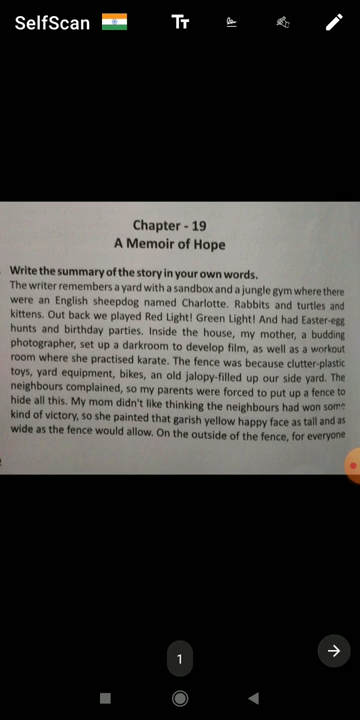 SelfScan
Tт
Chapter - 19
A Memoir of Hope
Write the summary of the story in your own words.
The writer remembers a yard with a sandbox and a jungle gym where there
were an English sheepdog named Charlotte. Rabbits and turtles and
kittens. Out back we played Red Light! Green Light! And had Easter-egg
hunts and birthday parties. Inside the house, my mother, a budding
photographer, set up a darkroom to develop film, as well as a workout
room where she practised karate. The fence was because clutter-plastic
toys, yard equipment, bikes, an old jalopy-filled up our side yard. The
neighbours complained, so my parents were forced to put up a fence to
hide all this. My mom didn't like thinking the neighbours had won some
kind of victory, so she painted that garish yellow happy face as tall and as
wide as the fence would allow. On the outside of the fence, for everyone
1